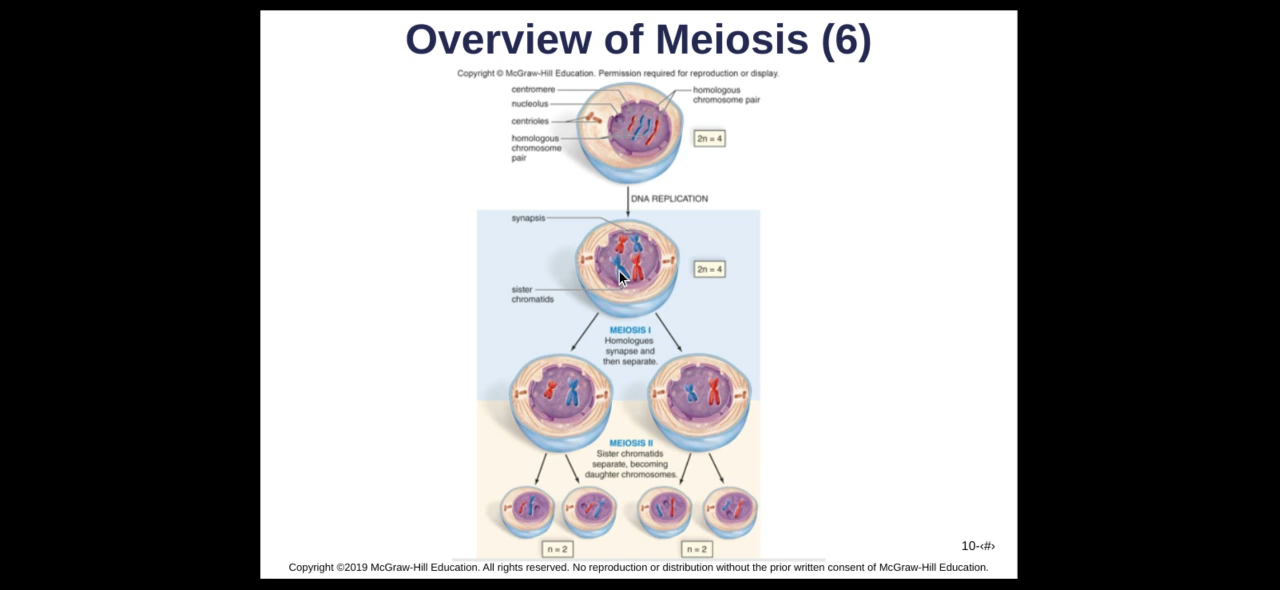 Overview of Meiosis (6)
Copyright © McGraw-Hill Education. Permission required for reproduction or display.
centromere
nucleolus
centrioles
homologous
chromosome
pair
homologous
chromosome pair
2n = 4
DNA REPLICATION
synapsis
2n = 4
sister
chromatids
MEIOSIS I
Homologues
synapse and
then separate.
MEIOSIS II
Sister chromatids
separate, becoming
daughter chromosomes.
n = 2
n = 2
10-‹#›
Copyright ©2019 McGraw-Hill Education. All rights reserved. No reproduction or distribution without the prior written consent of McGraw-Hill Education.